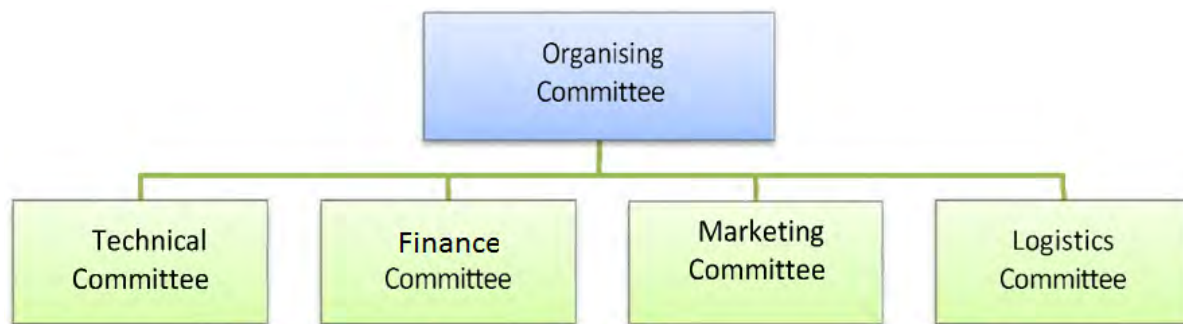 Organising
Committee
Technical
Committee
Finance
Committee
Marketing
Committee
Logistics
Committee